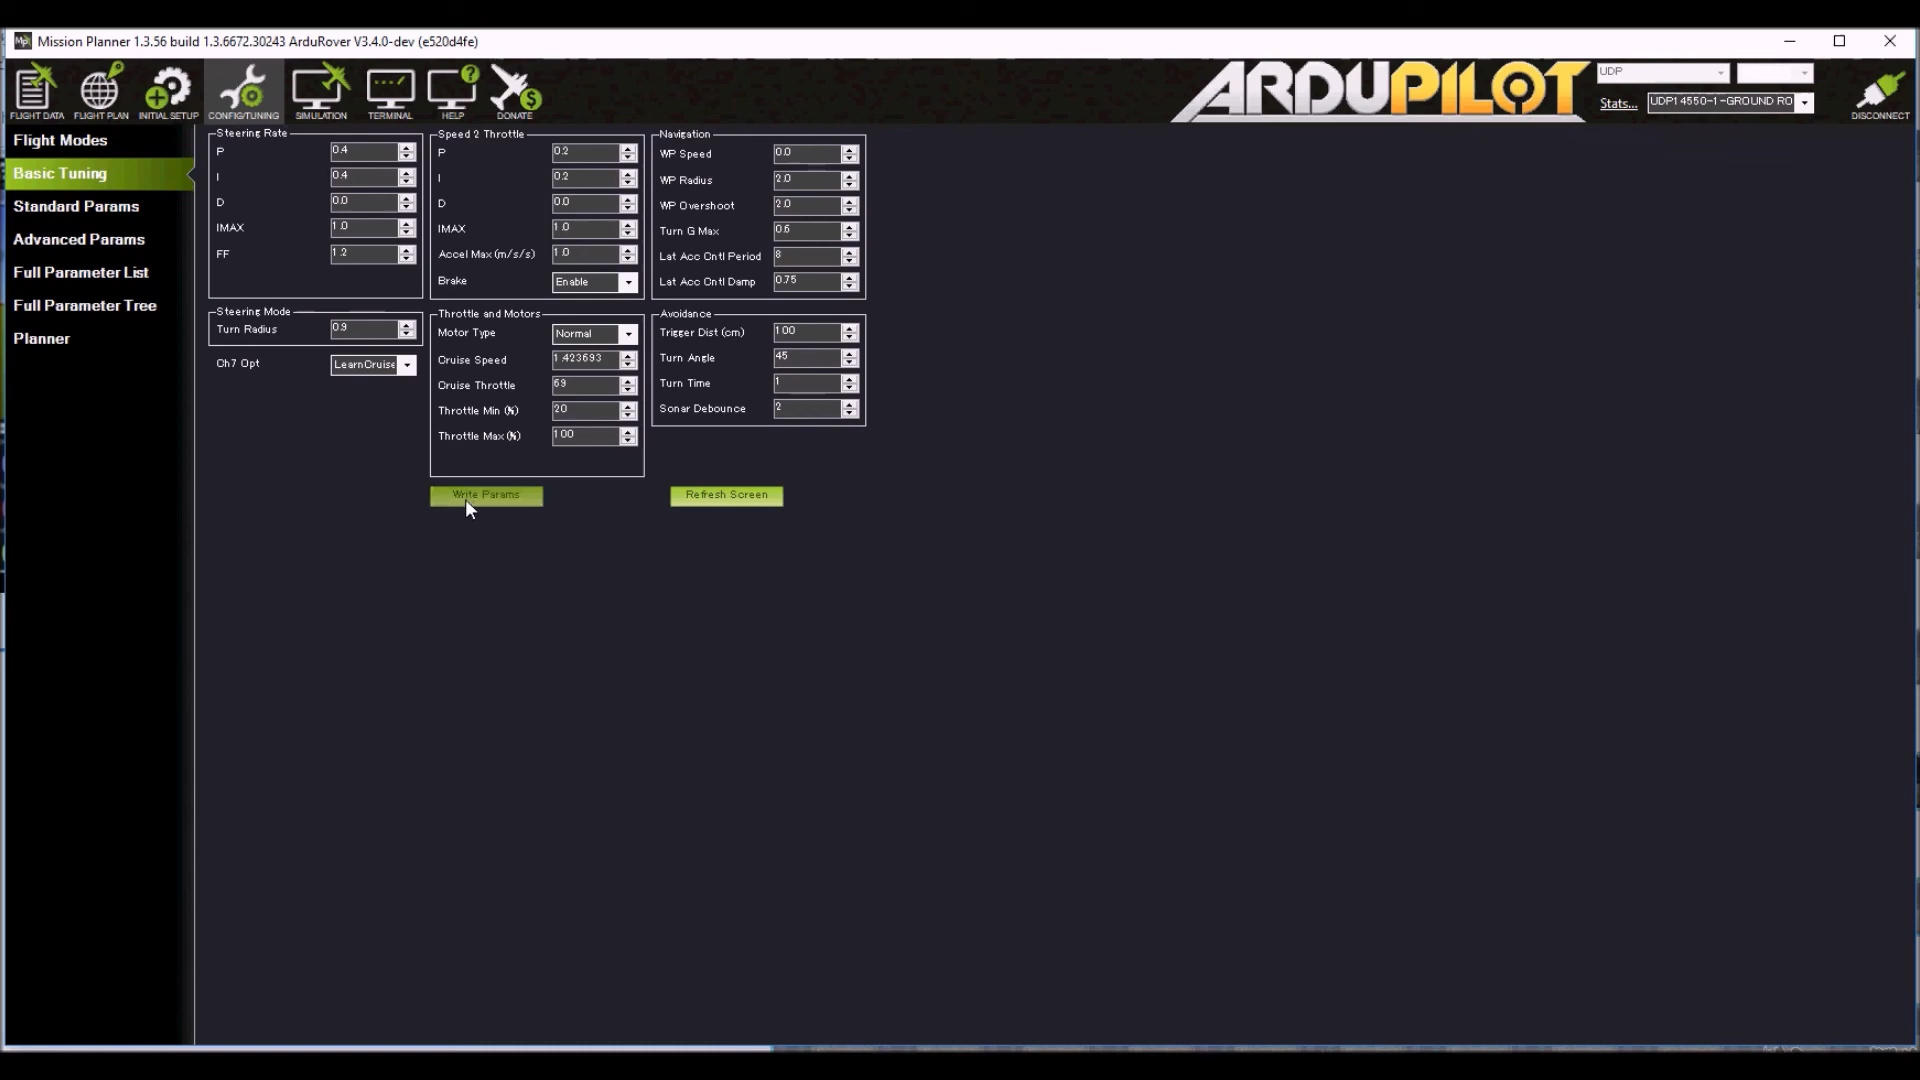 Mission Planner 1.3.56 build 1.3.6672.30243 ArduRover V3.4.0-dev (e520d4fe)
FLIGHT DATA FLIGHT PLAN INITIAL SETUP CONFIG/TUNING SIMULATION TERMINAL HELP DONATE
ARDUPILOT
UDP
Stats... UDP14550-1-GROUND RO
DISCONNECT
Flight Modes
Basic Tuning
Standard Params
Advanced Params
Full Parameter List
Full Parameter Tree
Planner
Steering Rate
P 0.4
I 0.4
D 0.0
IMAX 1.0
FF 1.2
Steering Mode
Turn Radius 0.9
Ch7 Opt LearnCruise
Speed 2 Throttle
P 0.2
I 0.2
D 0.0
IMAX 1.0
Accel Max (m/s/s) 1.0
Brake Enable
Throttle and Motors
Motor Type Normal
Cruise Speed 1.423693
Cruise Throttle 69
Throttle Min (%) 20
Throttle Max (%) 100
Navigation
WP Speed 0.0
WP Radius 2.0
WP Overshoot 2.0
Turn G Max 0.6
Lat Acc Cntl Period 8
Lat Acc Cntl Damp 0.75
Avoidance
Trigger Dist (cm) 100
Turn Angle 45
Turn Time 1
Sonar Debounce 2
Write Params
Refresh Screen